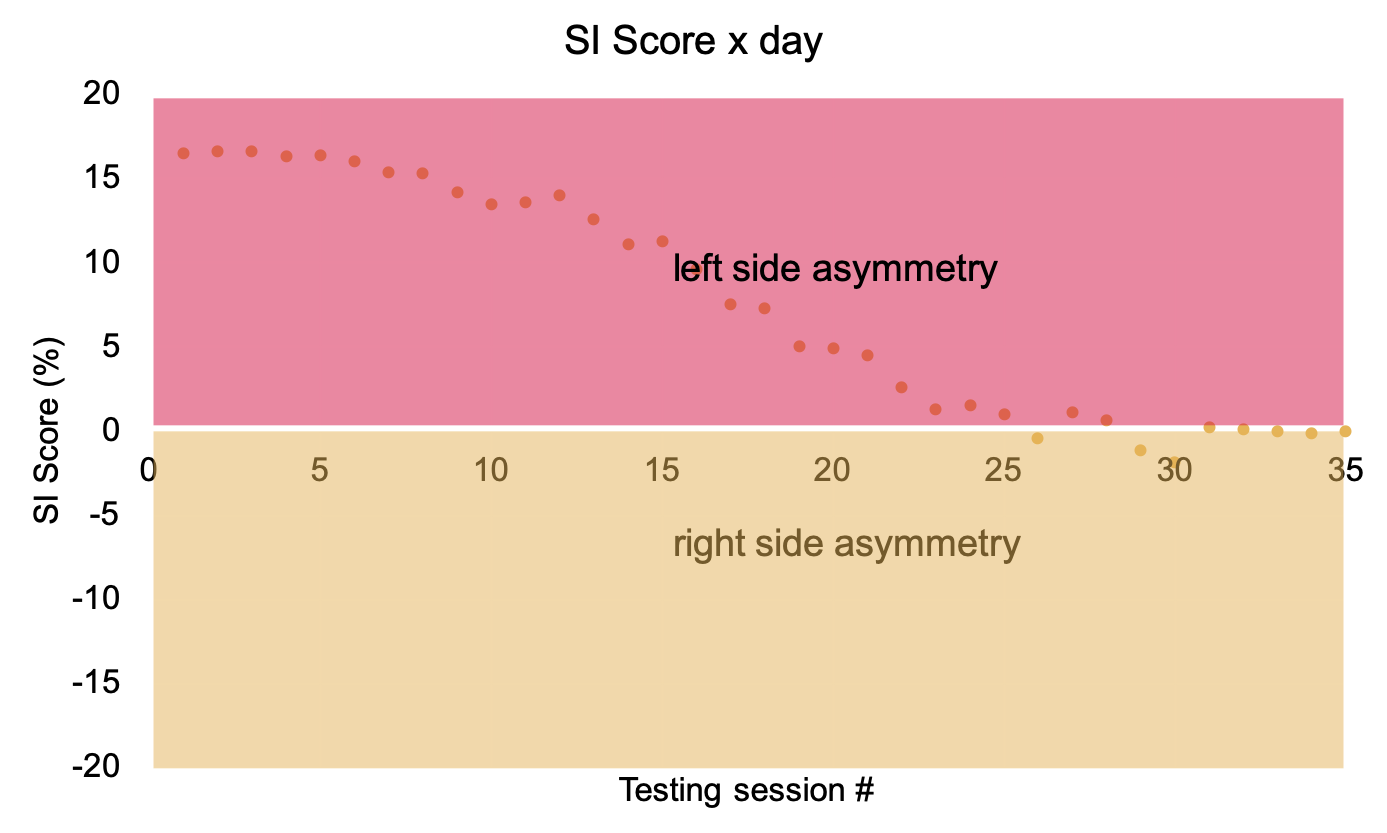 SI Score x day
20
15
10
5
0
-5
-10
-15
-20
SI Score (%)
left side asymmetry
0 5 10 15 20 25 30 35
right side asymmetry
Testing session #